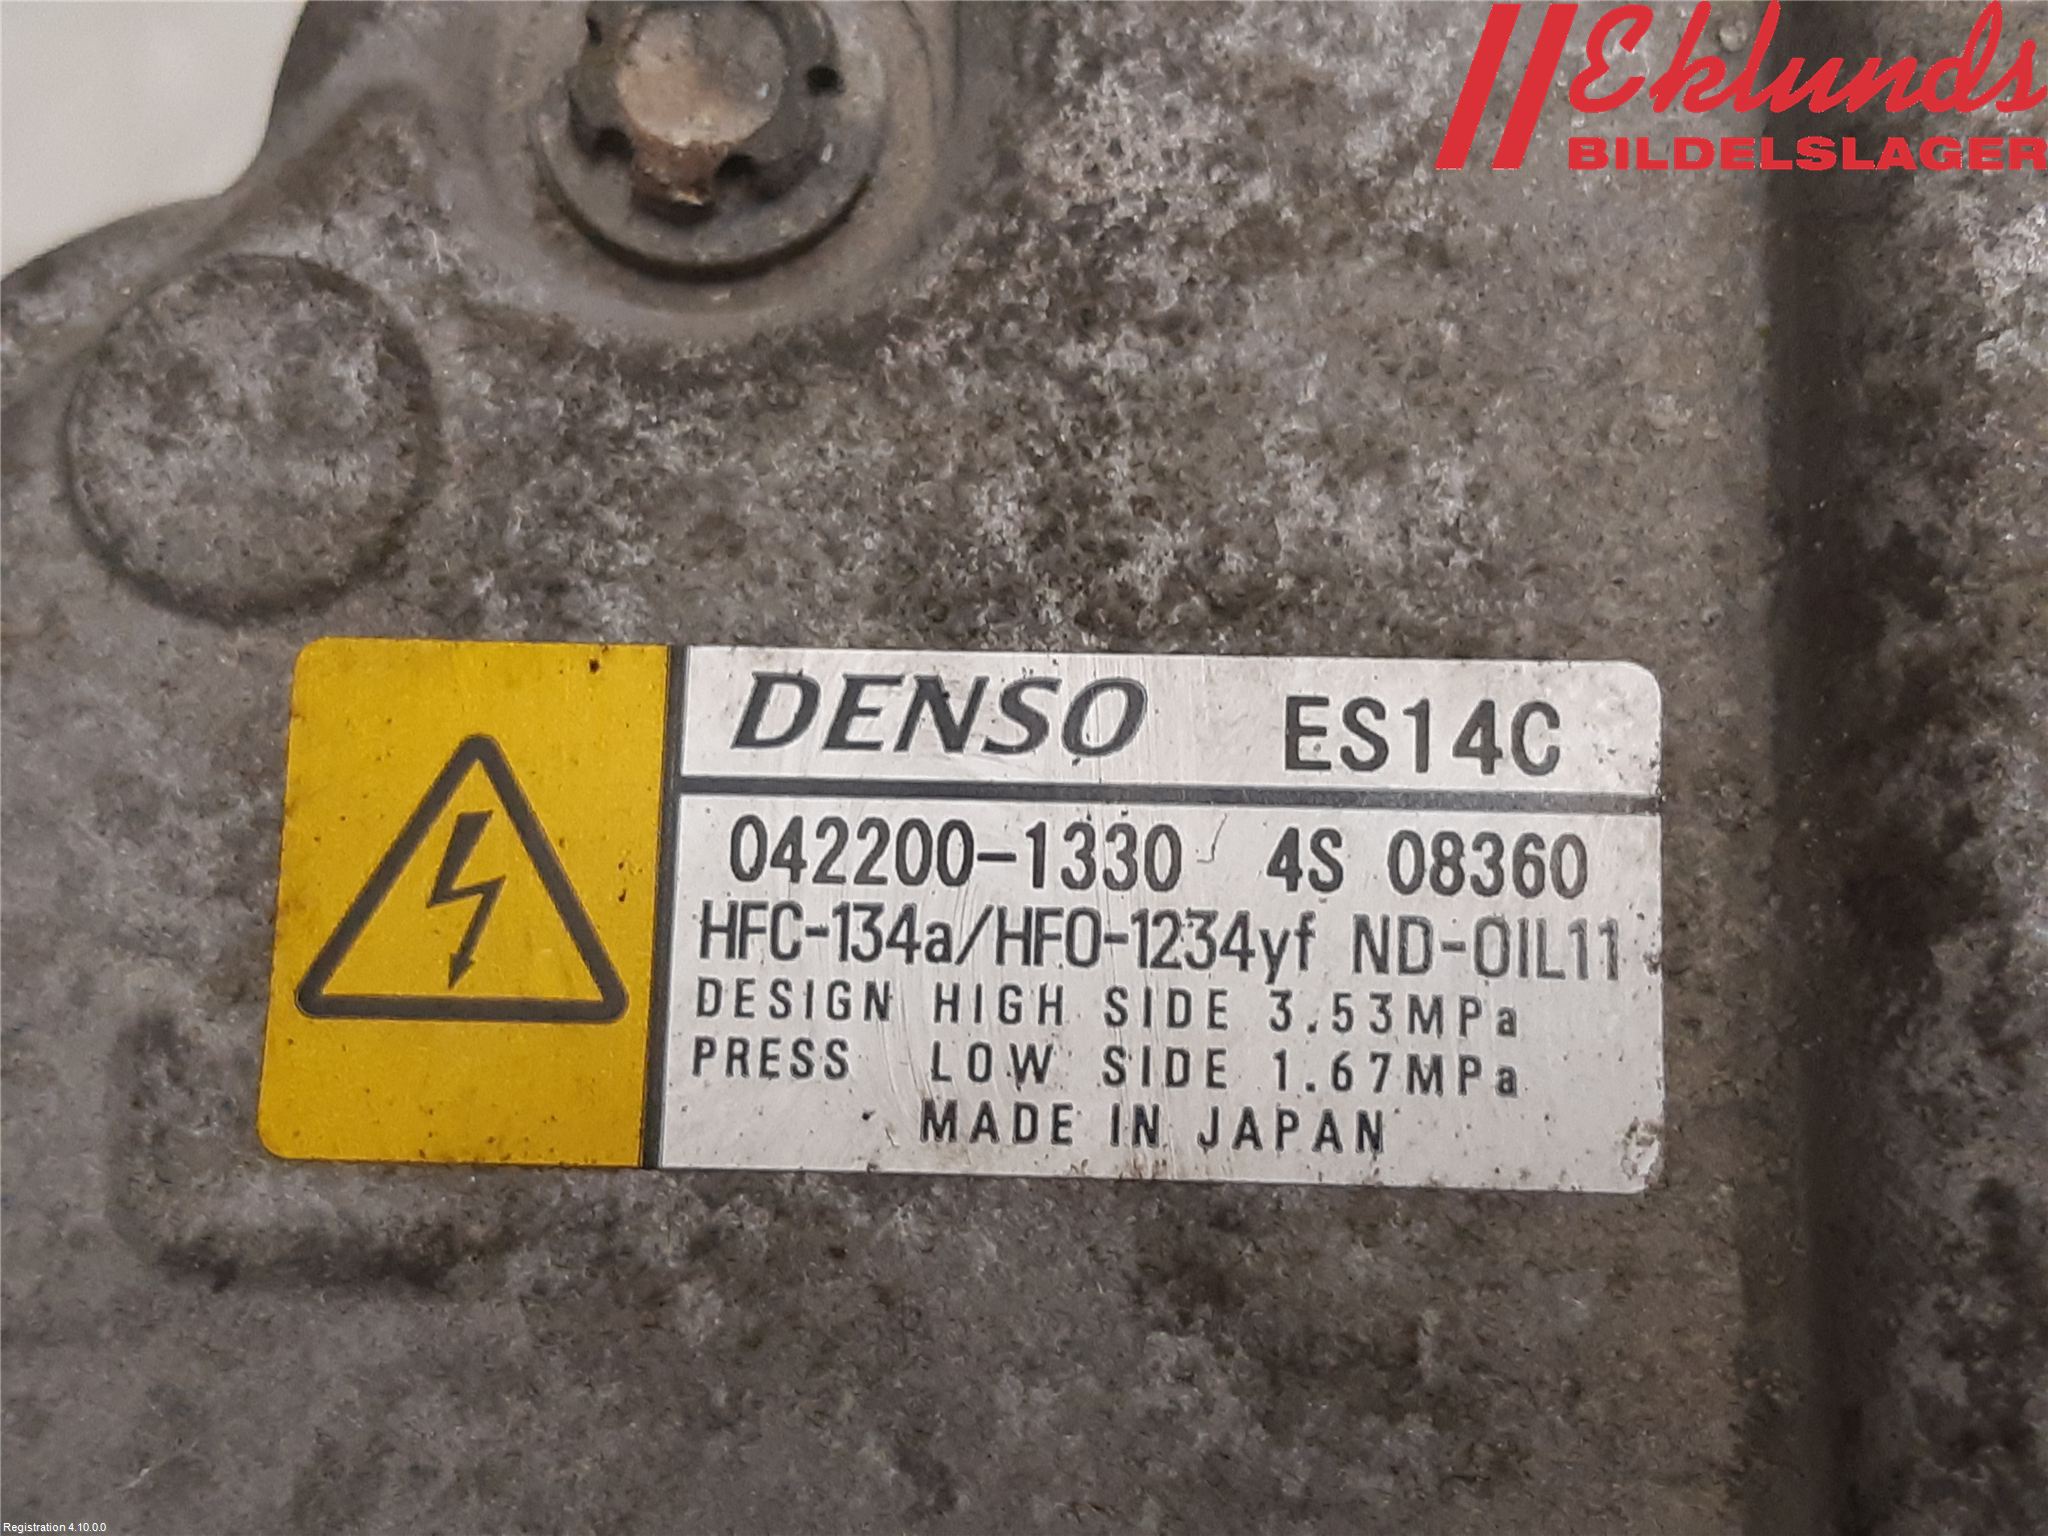 Eklunds
BILDELSLAGER
DENSO ES14C
042200-1330 4S 08360
HFC-134a/HFO-1234yf ND-OIL11
DESIGN HIGH SIDE 3.53MPa
PRESS LOW SIDE 1.67MPa
MADE IN JAPAN
Registration 4.10.0.0